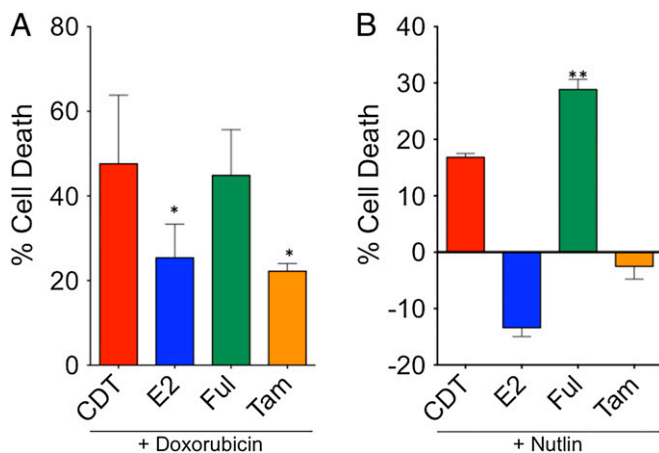 A
% Cell Death
80
60
40
20
0
*
*
CDT
E2
Ful
Tam
+ Doxorubicin
B
% Cell Death
40
30
20
10
0
-10
-20
**
CDT
E2
Ful
Tam
+ Nutlin